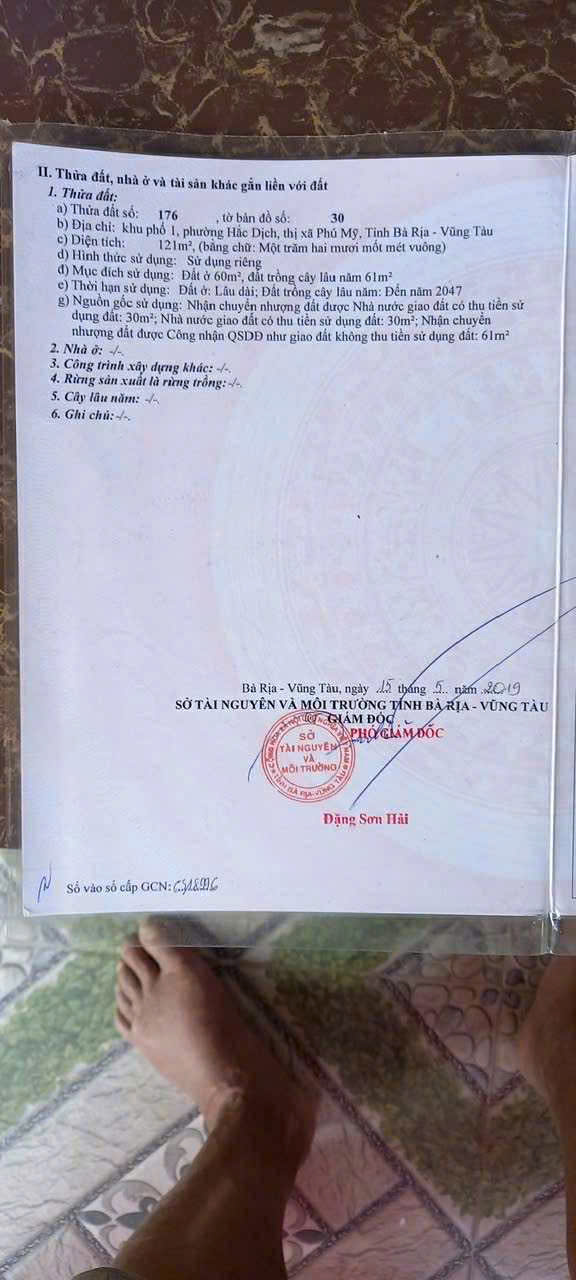 II. Thửa đất, nhà ở và tài sản khác gắn liền với đất
1. Thửa đất:
a) Thửa đất số: 176 , tờ bản đồ số: 30
b) Địa chỉ: khu phố 1, phường Hắc Dịch, thị xã Phú Mỹ, Tỉnh Bà Rịa - Vũng Tàu
c) Diện tích: 121m², (bằng chữ: Một trăm hai mươi mốt mét vuông)
d) Hình thức sử dụng: Sử dụng riêng
đ) Mục đích sử dụng: Đất ở 60m², đất trồng cây lâu năm 61m²
e) Thời hạn sử dụng: Đất ở: Lâu dài; Đất trồng cây lâu năm: Đến năm 2047
g) Nguồn gốc sử dụng: Nhận chuyển nhượng đất được Nhà nước giao đất có thu tiền sử
dụng đất: 30m²; Nhà nước giao đất có thu tiền sử dụng đất: 30m²; Nhận chuyển
nhượng đất được Công nhận QSDĐ như giao đất không thu tiền sử dụng đất: 61m²
2. Nhà ở: -/-.
3. Công trình xây dựng khác: -/-.
4. Rừng sản xuất là rừng trồng:-/-.
5. Cây lâu năm: -/-.
6. Ghi chú:-/-.
Bà Rịa - Vũng Tàu, ngày 15 tháng 5 năm 2019
SỞ TÀI NGUYÊN VÀ MÔI TRƯỜNG TỈNH BÀ RỊA - VŨNG TÀU
GIÁM ĐỐC
PHÓ GIÁM ĐỐC
SỞ
TÀI NGUYÊN
VÀ
MÔI TRƯỜNG
TỈNH BÀ RỊA-VŨNG TÀU
Đặng Sơn Hải
Số vào sổ cấp GCN: